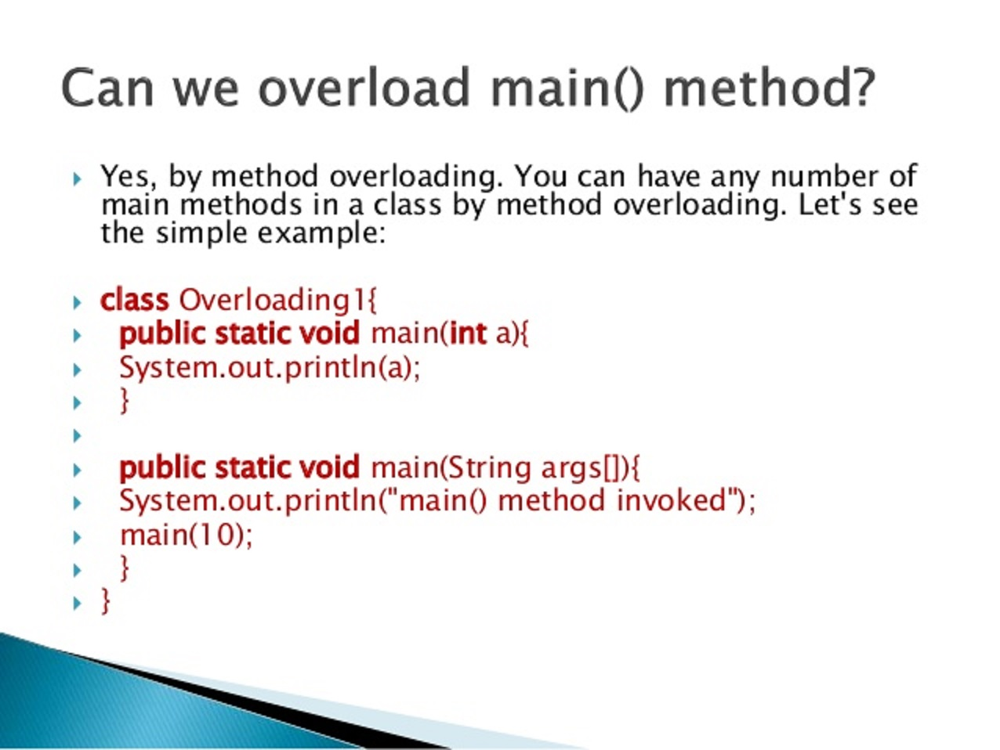 Can we overload main() method?
Yes, by method overloading. You can have any number of
main methods in a class by method overloading. Let's see
the simple example:
class Overloading1{
public static void main(int a){
System.out.println(a);
}
public static void main(String args[]){
System.out.println("main() method invoked");
main(10);
}
}